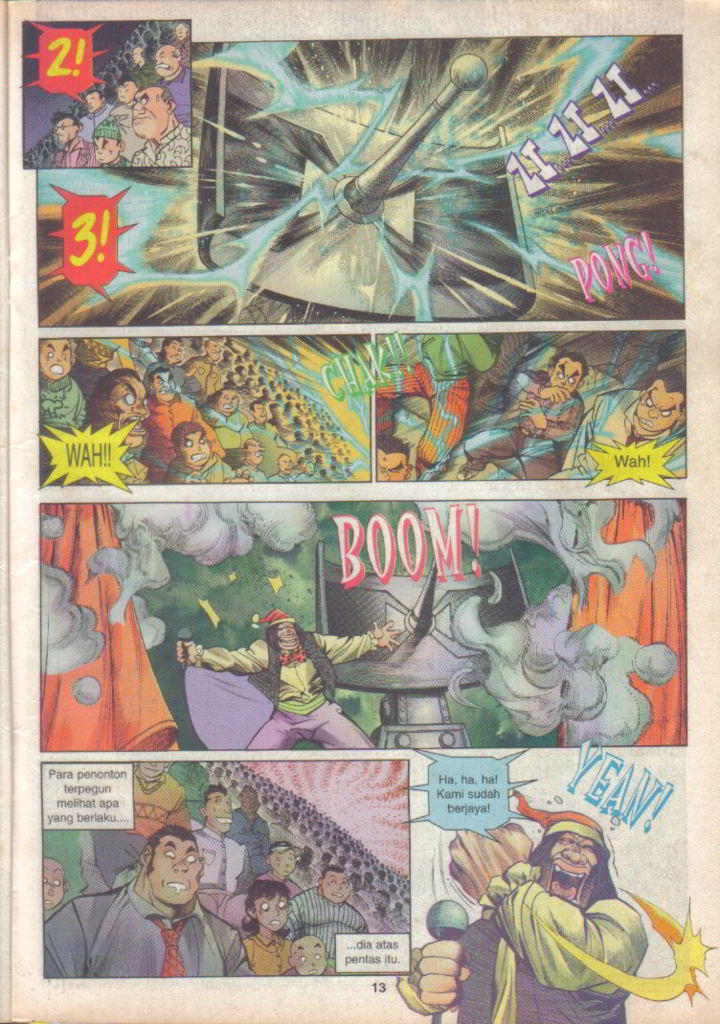 2!
ZI ZI ZI...
3!
PONG!
CHAK!!
WAH!!
Wah!
BOOM!
Para penonton
terpegun
melihat apa
yang berlaku....
...dia atas
pentas itu.
Ha, ha, ha!
Kami sudah
berjaya!
YEAH!
13